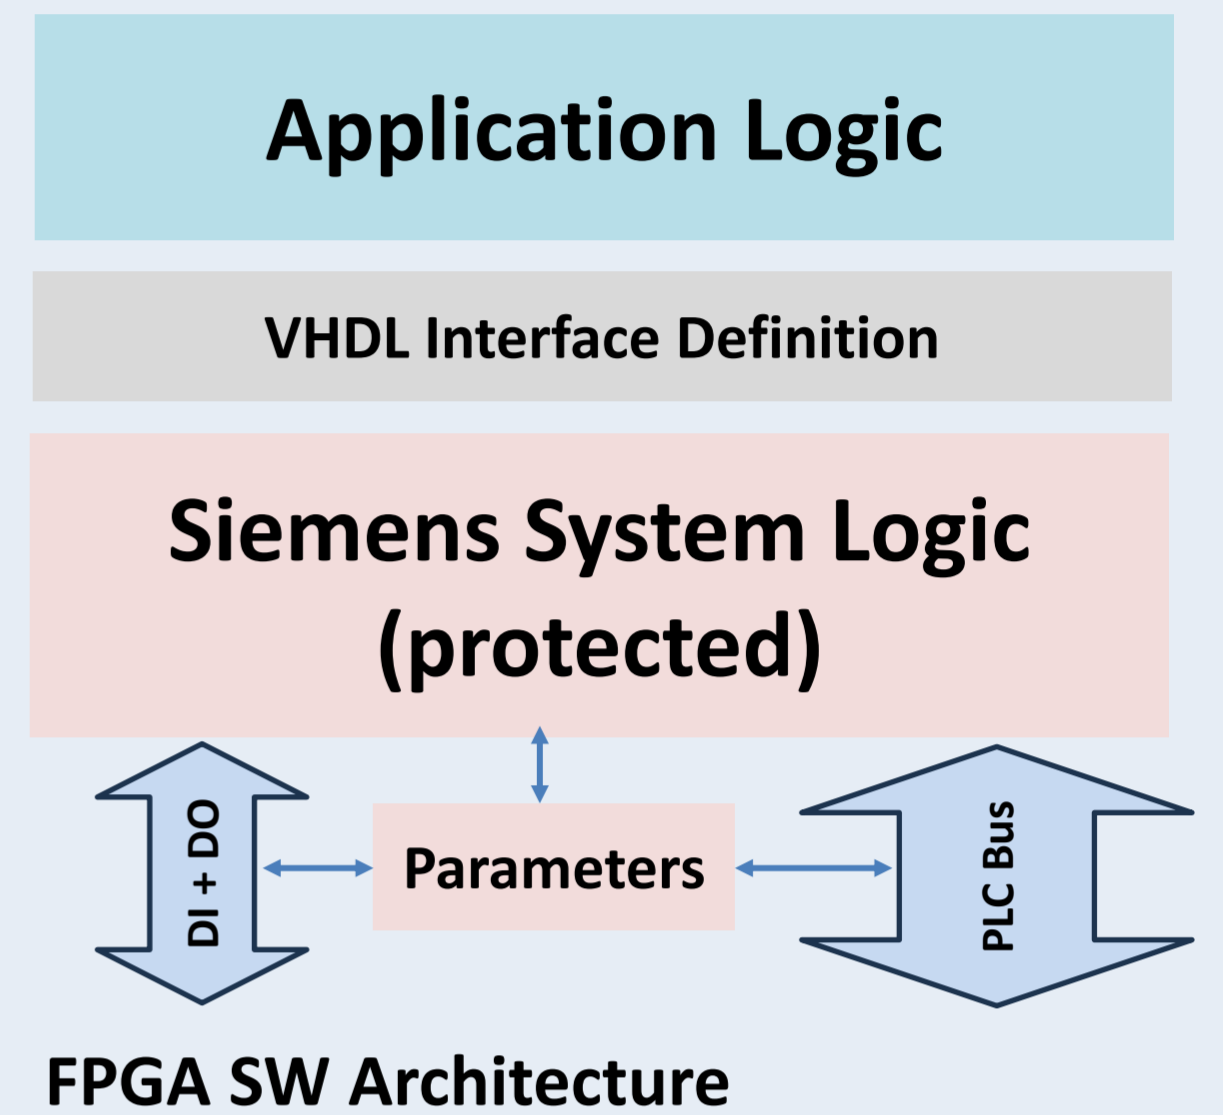 Application Logic
VHDL Interface Definition
Siemens System Logic
(protected)
DI + DO
Parameters
PLC Bus
FPGA SW Architecture